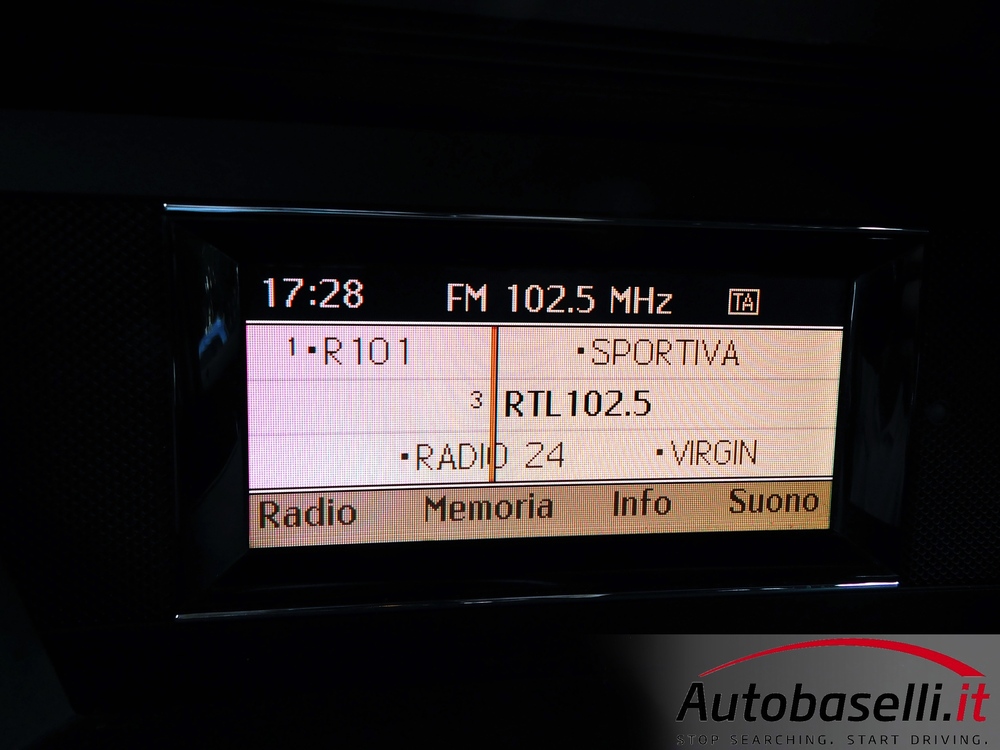 17:28 FM 102.5 MHz TA
1 ▪R101 ▪SPORTIVA
3 RTL102.5
▪RADIO 24 ▪VIRGIN
Radio Memoria Info Suono
Autobaselli.it
STOP SEARCHING. START DRIVING.